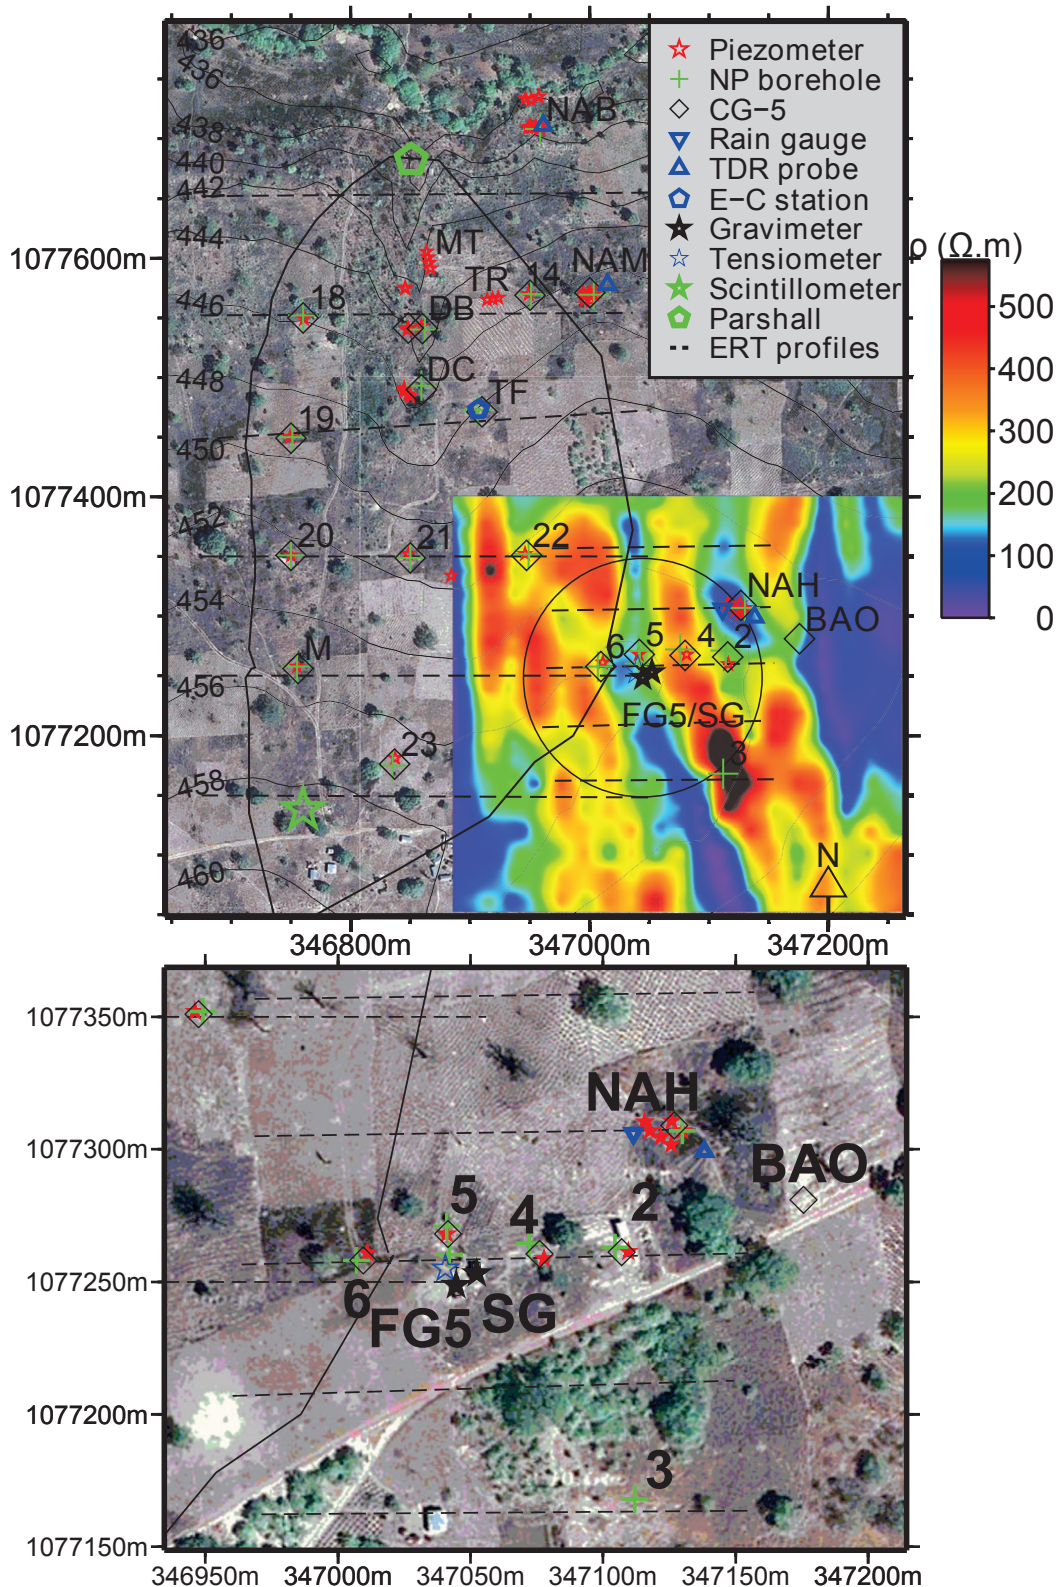 436
436
438
440
442
444
446
448
450
452
454
456
458
460
Piezometer
NP borehole
CG−5
Rain gauge
TDR probe
E−C station
Gravimeter
Tensiometer
Scintillometer
Parshall
ERT profiles
ρ (Ω.m)
500
400
300
200
100
0
NAB
MT
NAM
TR
14
18
DB
DC
TF
19
20
21
22
NAH
BAO
M
6
5
4
2
FG5/SG
23
3
N
1077600m
1077400m
1077200m
346800m
347000m
347200m
1077350m
1077300m
1077250m
1077200m
1077150m
NAH
BAO
5
4
2
6
FG5
SG
3
346950m
347000m
347050m
347100m
347150m
347200m